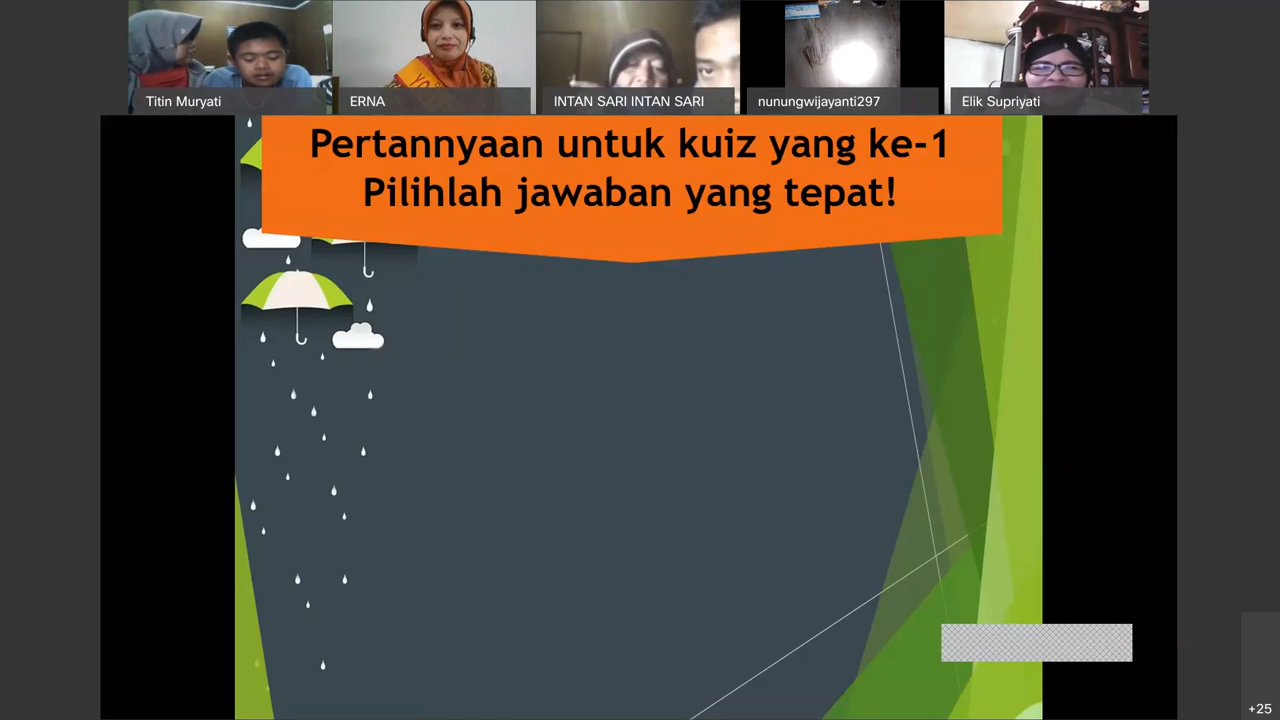 Titin Muryati
ERNA
INTAN SARI INTAN SARI
nunungwijayanti297
Elik Supriyati
Pertannyaan untuk kuiz yang ke-1
Pilihlah jawaban yang tepat!
+25